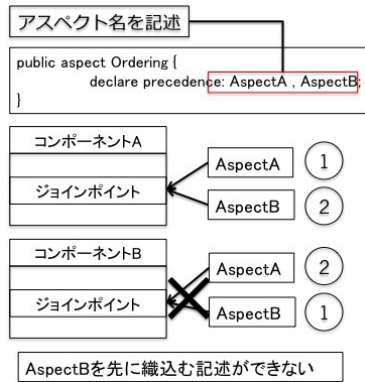 アスペクト名を記述
public aspect Ordering {
declare precedence: AspectA , AspectB;
}
コンポーネントA
ジョインポイント
AspectA
1
AspectB
2
コンポーネントB
ジョインポイント
AspectA
2
AspectB
1
AspectBを先に織込む記述ができない